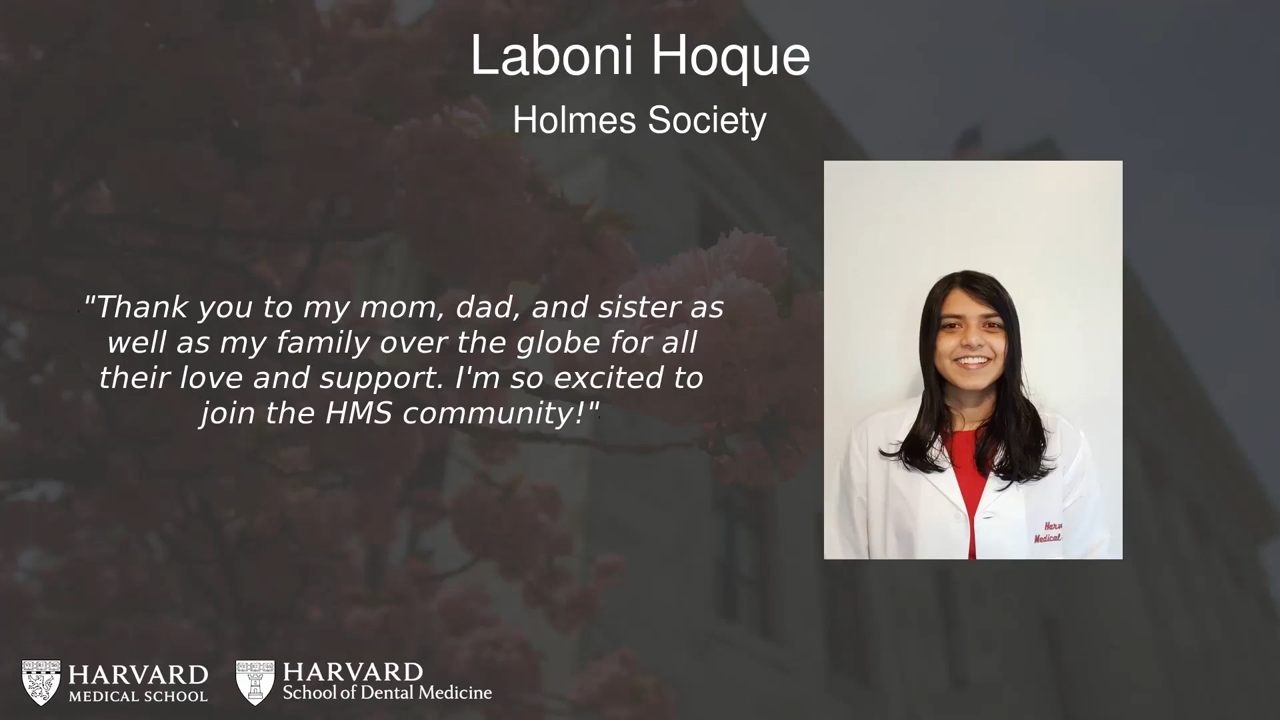 Laboni Hoque
Holmes Society
"Thank you to my mom, dad, and sister as
well as my family over the globe for all
their love and support. I'm so excited to
join the HMS community!"
Medical
HARVARD
MEDICAL SCHOOL
HARVARD
School of Dental Medicine